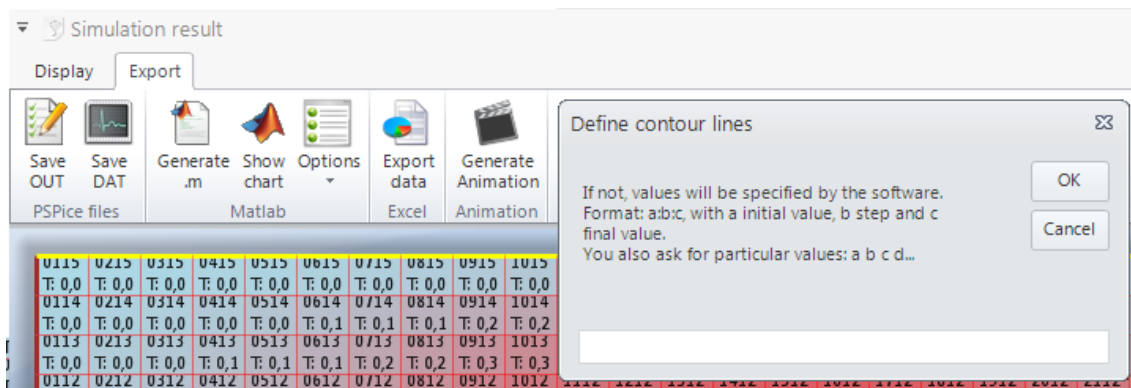 Simulation result
Display Export
Save OUT
Save DAT
Generate .m
Show chart
Options
Export data
Generate Animation
PSPice files Matlab Excel Animation
Define contour lines
If not, values will be specified by the software.
Format: a:b:c, with a initial value, b step and c
final value.
You also ask for particular values: a b c d...
OK
Cancel
0115 0215 0315 0415 0515 0615 0715 0815 0915 1015
T: 0,0 T: 0,0 T: 0,0 T: 0,0 T: 0,0 T: 0,0 T: 0,0 T: 0,0 T: 0,0 T: 0,0
0114 0214 0314 0414 0514 0614 0714 0814 0914 1014
T: 0,0 T: 0,0 T: 0,0 T: 0,0 T: 0,0 T: 0,1 T: 0,1 T: 0,1 T: 0,2 T: 0,2
0113 0213 0313 0413 0513 0613 0713 0813 0913 1013
T: 0,0 T: 0,0 T: 0,0 T: 0,1 T: 0,1 T: 0,1 T: 0,2 T: 0,2 T: 0,3 T: 0,3
0112 0212 0312 0412 0512 0612 0712 0812 0912 1012